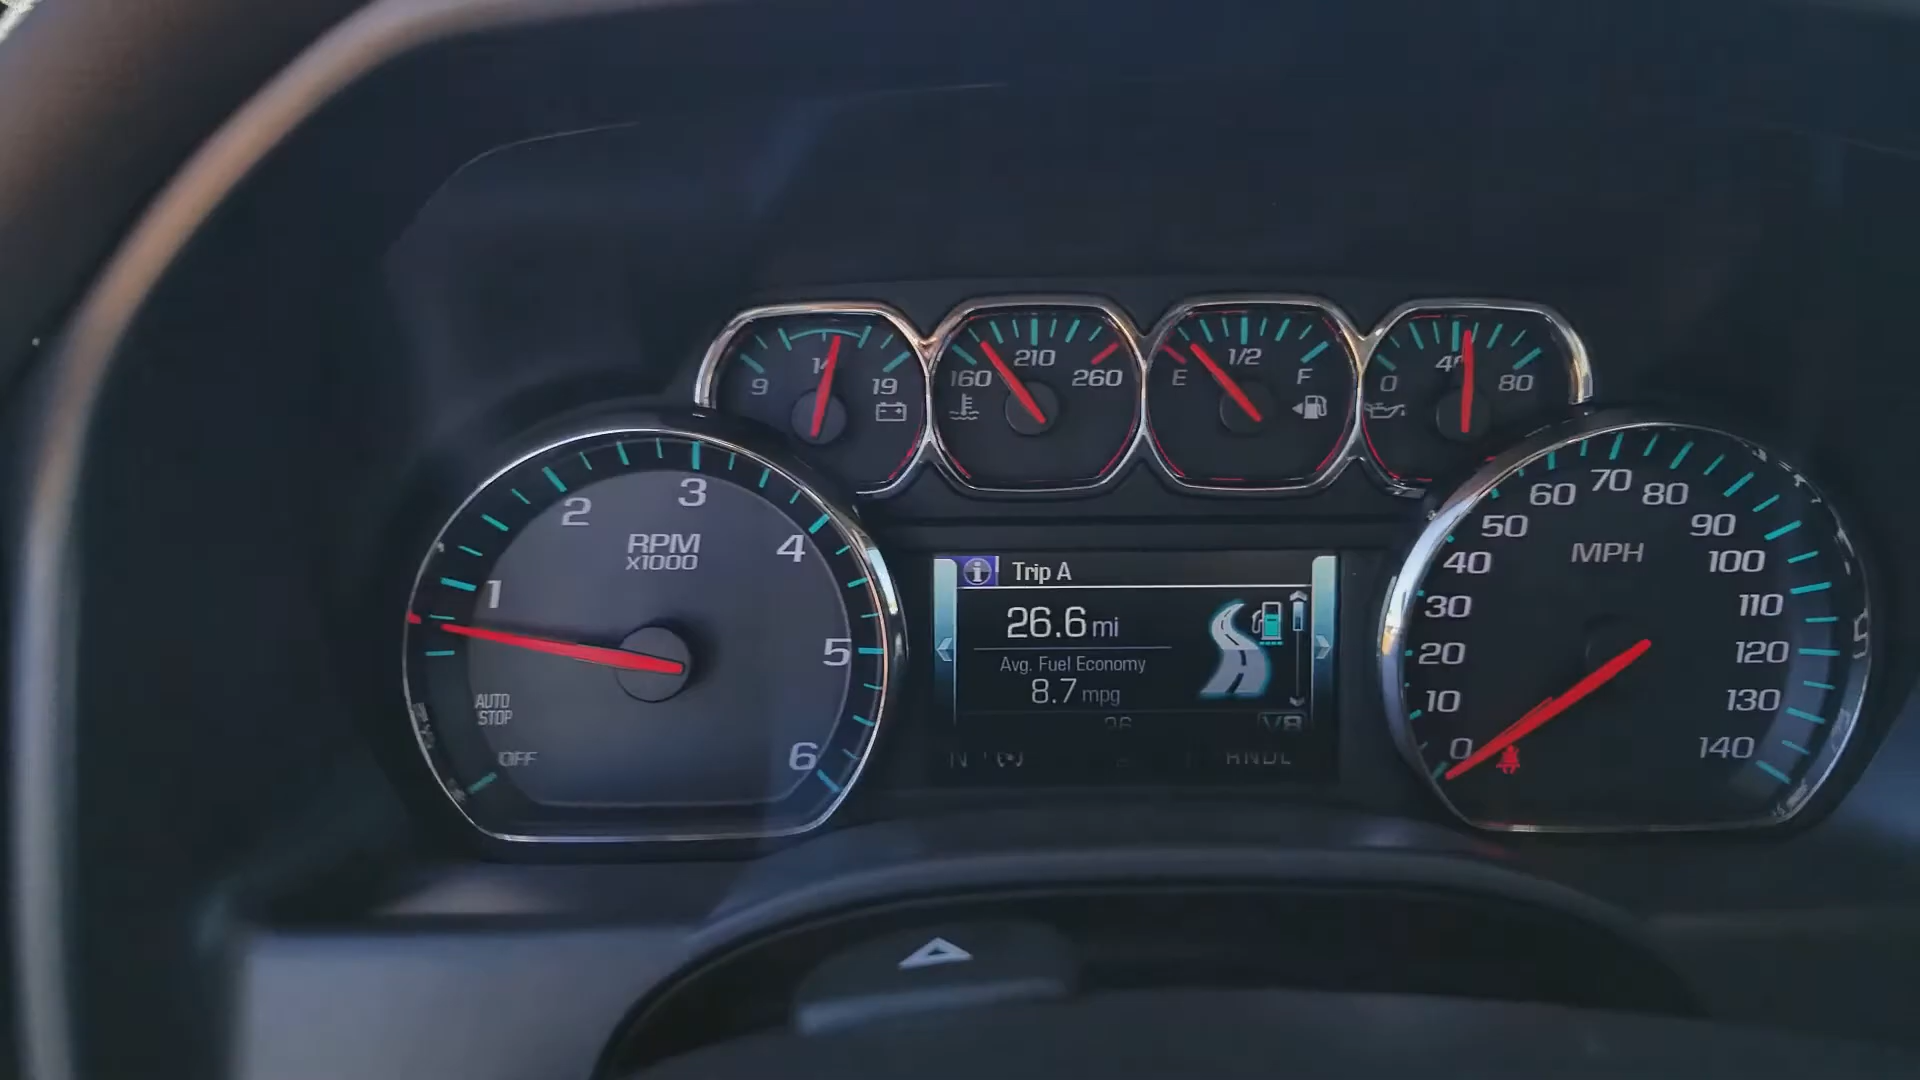 9 14 19
160 210 260
E 1/2 F
0 40 80
1 2 3 4 5 6
RPM
x1000
AUTO
STOP
OFF
Trip A
26.6 mi
Avg. Fuel Economy
8.7 mpg
V8
0 10 20 30 40 50 60 70 80 90 100 110 120 130 140
MPH